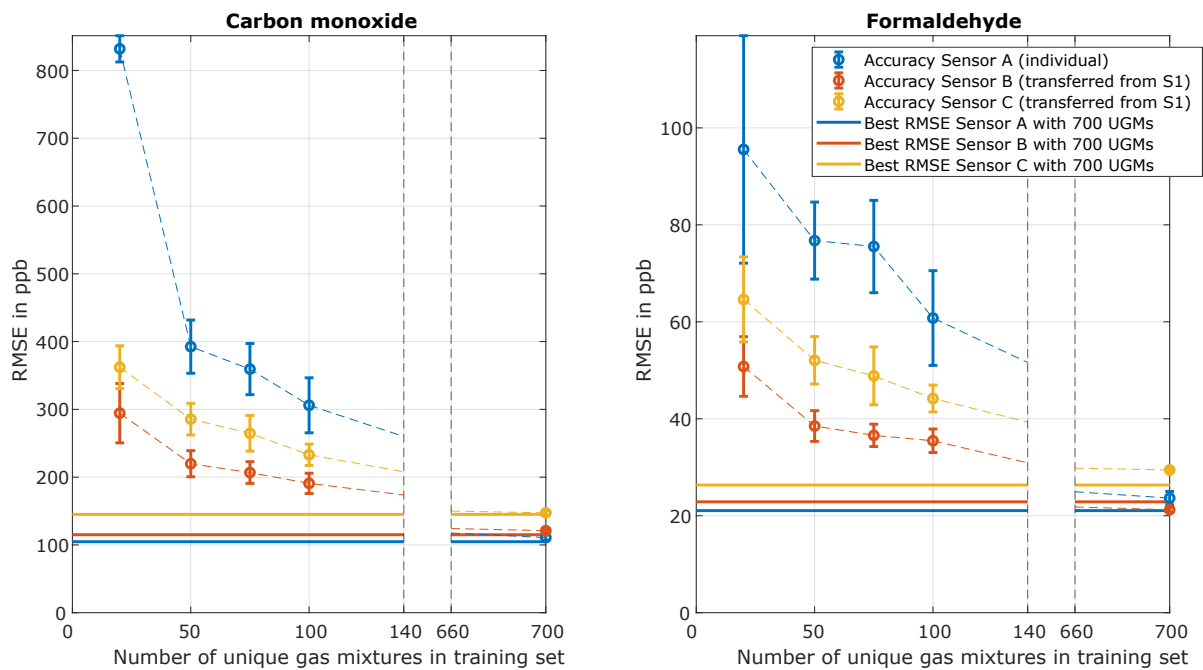 Carbon monoxide
RMSE in ppb
800
700
600
500
400
300
200
100
0
0 50 100 140 660 700
Number of unique gas mixtures in training set
Formaldehyde
Accuracy Sensor A (individual)
Accuracy Sensor B (transferred from S1)
Accuracy Sensor C (transferred from S1)
Best RMSE Sensor A with 700 UGMs
Best RMSE Sensor B with 700 UGMs
Best RMSE Sensor C with 700 UGMs
RMSE in ppb
100
80
60
40
20
0
0 50 100 140 660 700
Number of unique gas mixtures in training set